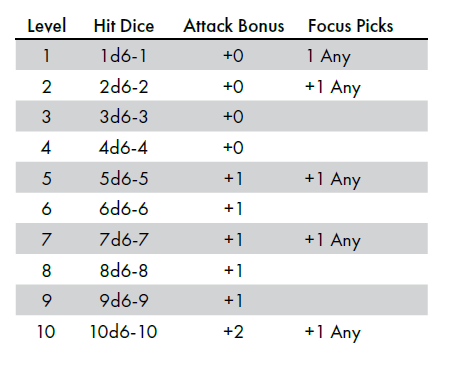 Level Hit Dice Attack Bonus Focus Picks
1 1d6-1 +0 1 Any
2 2d6-2 +0 +1 Any
3 3d6-3 +0
4 4d6-4 +0
5 5d6-5 +1 +1 Any
6 6d6-6 +1
7 7d6-7 +1 +1 Any
8 8d6-8 +1
9 9d6-9 +1
10 10d6-10 +2 +1 Any